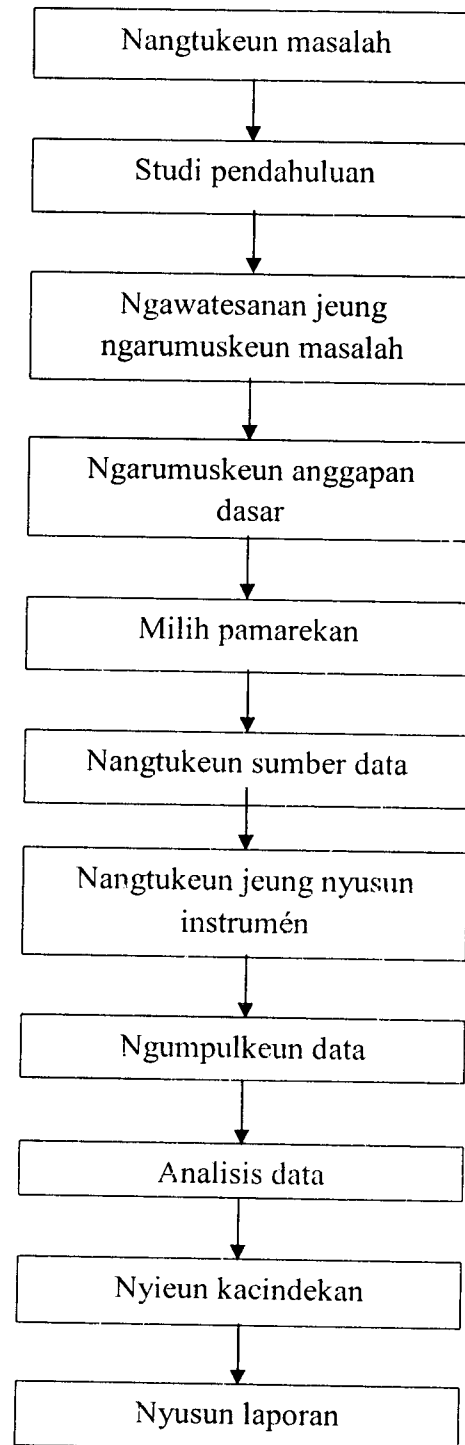 Nangtukeun masalah
Studi pendahuluan
Ngawatesanan jeung
ngarumuskeun masalah
Ngarumuskeun anggapan
dasar
Milih pamarekan
Nangtukeun sumber data
Nangtukeun jeung nyusun
instrumén
Ngumpulkeun data
Analisis data
Nyieun kacindekan
Nyusun laporan